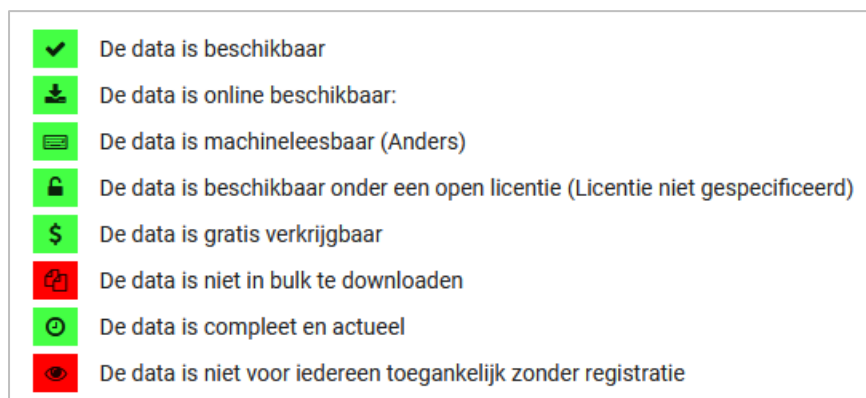 De data is beschikbaar
De data is online beschikbaar:
De data is machineleesbaar (Anders)
De data is beschikbaar onder een open licentie (Licentie niet gespecificeerd)
$ De data is gratis verkrijgbaar
De data is niet in bulk te downloaden
De data is compleet en actueel
De data is niet voor iedereen toegankelijk zonder registratie